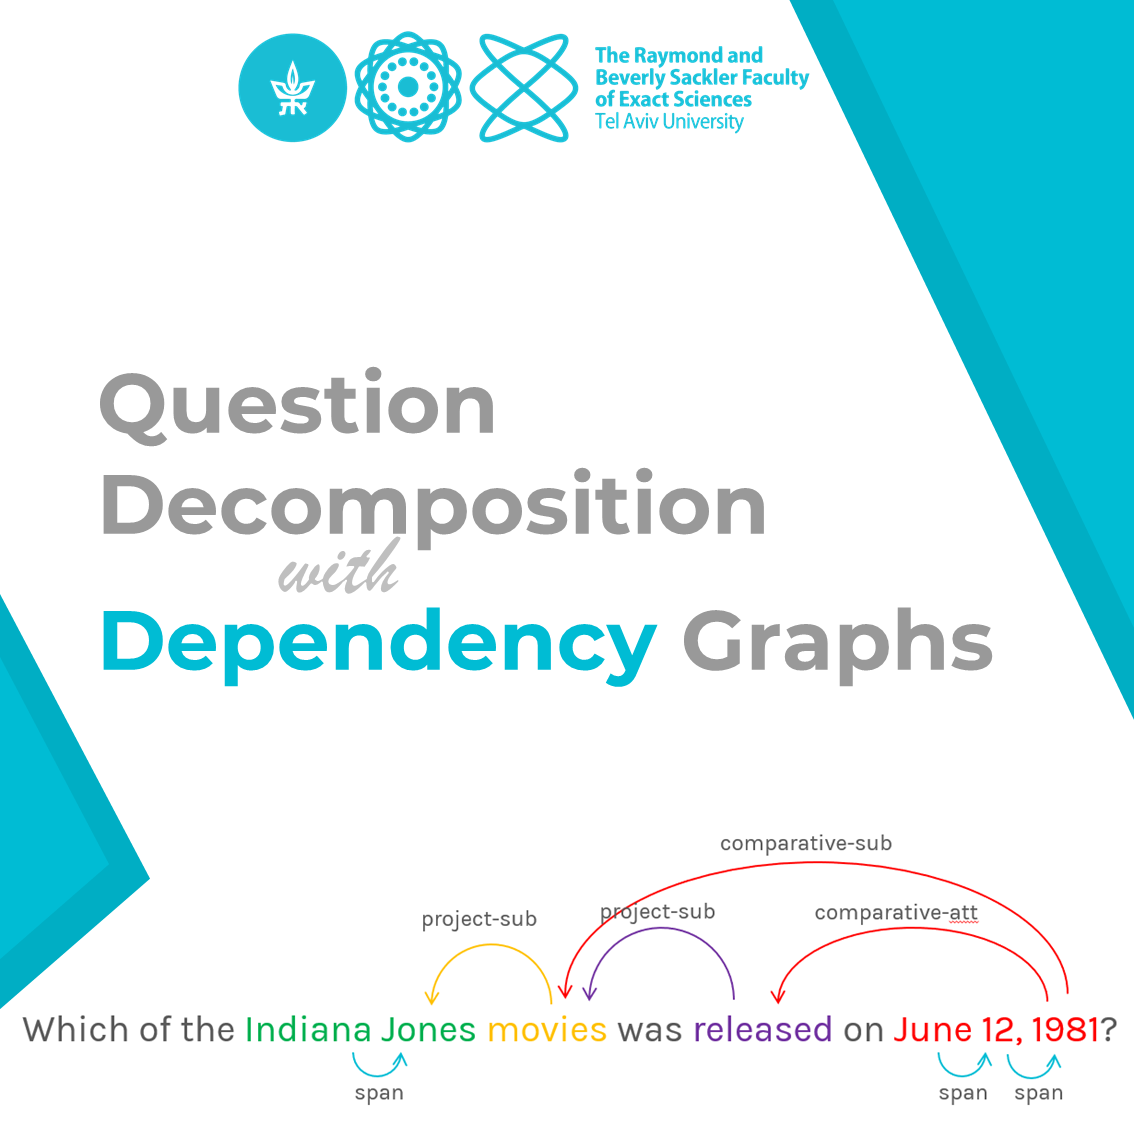 The Raymond and
Beverly Sackler Faculty
of Exact Sciences
Tel Aviv University
Question
Decomposition
with
Dependency Graphs
comparative-sub
project-sub
project-sub
comparative-att
Which of the Indiana Jones movies was released on June 12, 1981?
span
span
span